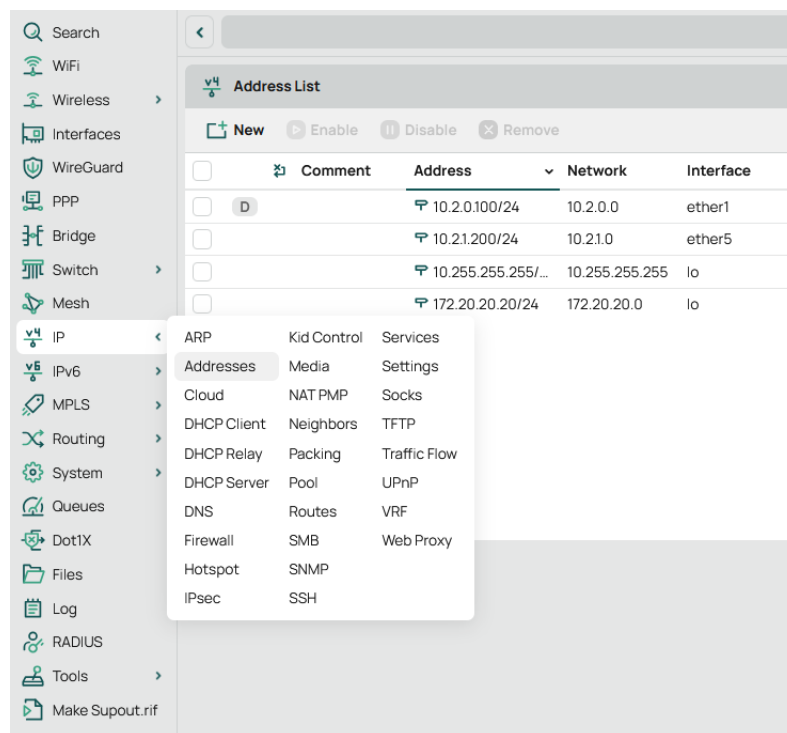 Search
WiFi
Wireless
Interfaces
WireGuard
PPP
Bridge
Switch
Mesh
v4 IP
v6 IPv6
MPLS
Routing
System
Queues
Dot1X
Files
Log
RADIUS
Tools
Make Supout.rif
v4 Address List
New Enable Disable Remove
Comment Address Network Interface
D 10.2.0.100/24 10.2.0.0 ether1
10.2.1.200/24 10.2.1.0 ether5
10.255.255.255/... 10.255.255.255 lo
172.20.20.20/24 172.20.20.0 lo
ARP Kid Control Services
Addresses Media Settings
Cloud NAT PMP Socks
DHCP Client Neighbors TFTP
DHCP Relay Packing Traffic Flow
DHCP Server Pool UPnP
DNS Routes VRF
Firewall SMB Web Proxy
Hotspot SNMP
IPsec SSH